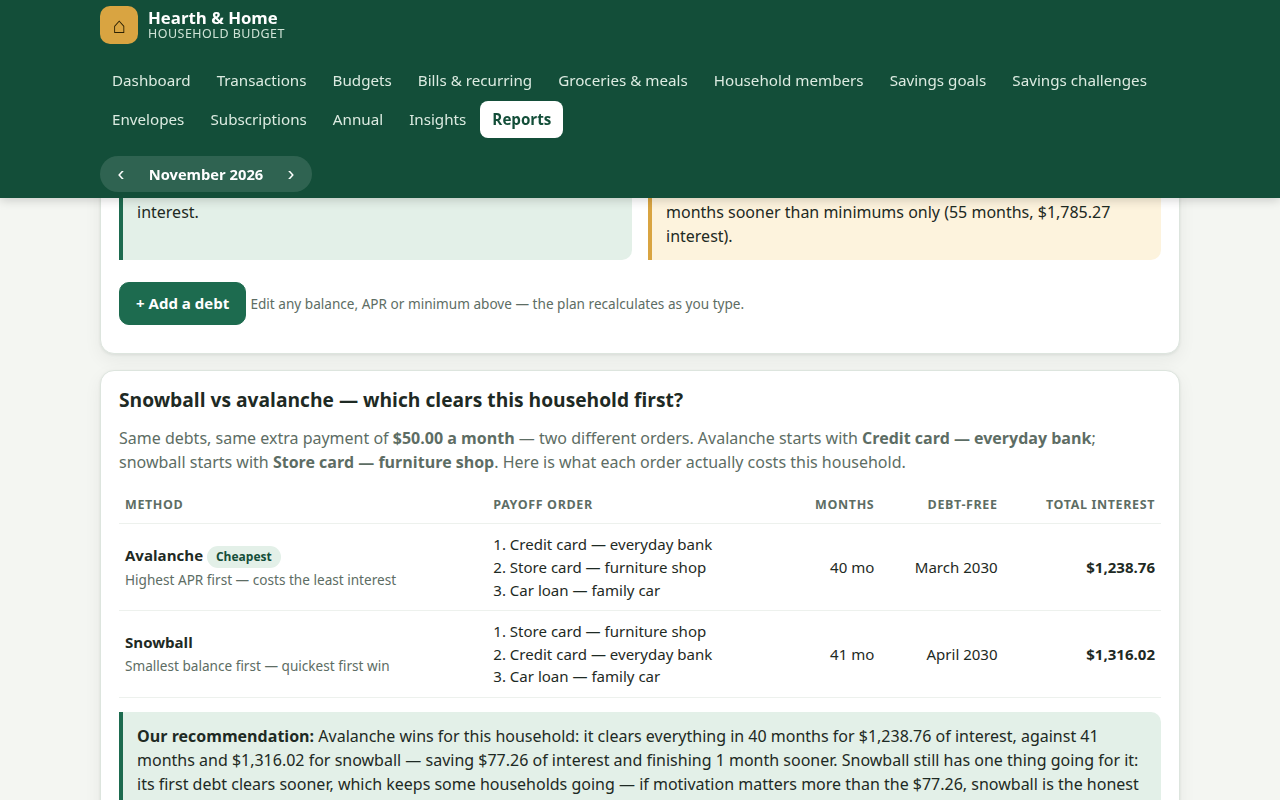 Hearth & Home
HOUSEHOLD BUDGET
Dashboard Transactions Budgets Bills & recurring Groceries & meals Household members Savings goals Savings challenges
Envelopes Subscriptions Annual Insights Reports
‹ November 2026 ›
interest.
months sooner than minimums only (55 months, $1,785.27
interest).
+ Add a debt Edit any balance, APR or minimum above — the plan recalculates as you type.
Snowball vs avalanche — which clears this household first?
Same debts, same extra payment of $50.00 a month — two different orders. Avalanche starts with Credit card — everyday bank;
snowball starts with Store card — furniture shop. Here is what each order actually costs this household.
METHOD PAYOFF ORDER MONTHS DEBT-FREE TOTAL INTEREST
Avalanche Cheapest
Highest APR first — costs the least interest
1. Credit card — everyday bank
2. Store card — furniture shop
3. Car loan — family car
40 mo March 2030 $1,238.76
Snowball
Smallest balance first — quickest first win
1. Store card — furniture shop
2. Credit card — everyday bank
3. Car loan — family car
41 mo April 2030 $1,316.02
Our recommendation: Avalanche wins for this household: it clears everything in 40 months for $1,238.76 of interest, against 41
months and $1,316.02 for snowball — saving $77.26 of interest and finishing 1 month sooner. Snowball still has one thing going for it:
its first debt clears sooner, which keeps some households going — if motivation matters more than the $77.26, snowball is the honest